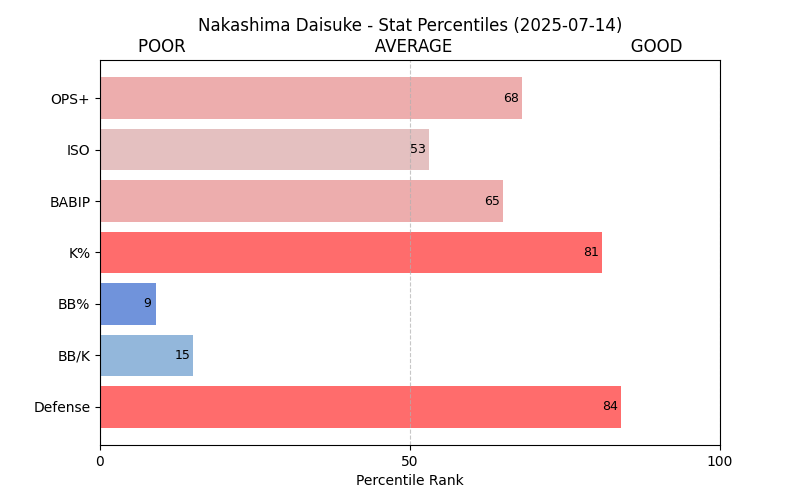 Nakashima Daisuke - Stat Percentiles (2025-07-14)
POOR AVERAGE GOOD
OPS+ 68
ISO 53
BABIP 65
K% 81
BB% 9
BB/K 15
Defense 84
0 50 100
Percentile Rank